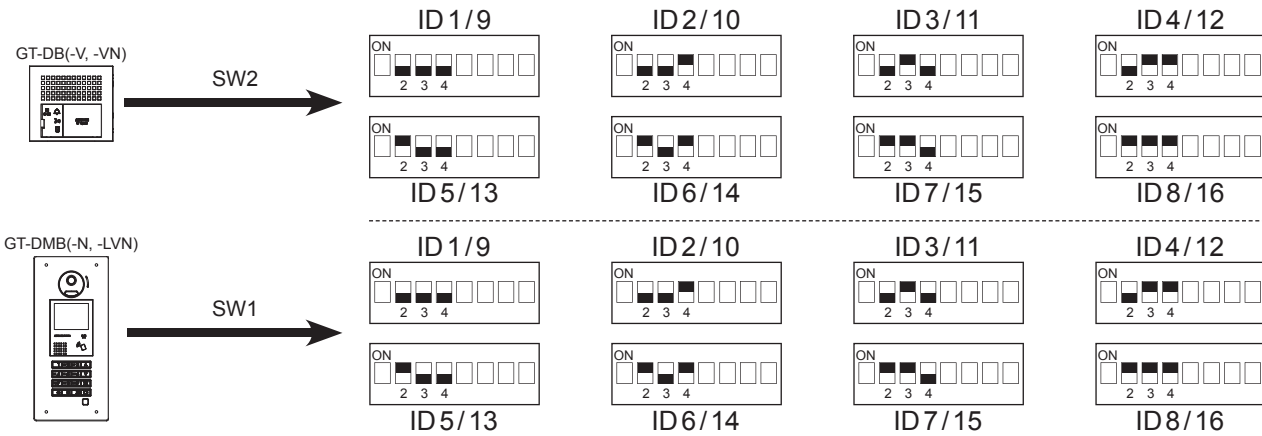 ID 1/9 ID 2/10 ID 3/11 ID 4/12
GT-DB(-V, -VN)
SW2
ON ON ON ON
2 3 4 2 3 4 2 3 4 2 3 4
ON ON ON ON
2 3 4 2 3 4 2 3 4 2 3 4
ID 5/13 ID 6/14 ID 7/15 ID 8/16
GT-DMB(-N, -LVN)
ID 1/9 ID 2/10 ID 3/11 ID 4/12
SW1
ON ON ON ON
2 3 4 2 3 4 2 3 4 2 3 4
ON ON ON ON
2 3 4 2 3 4 2 3 4 2 3 4
ID 5/13 ID 6/14 ID 7/15 ID 8/16